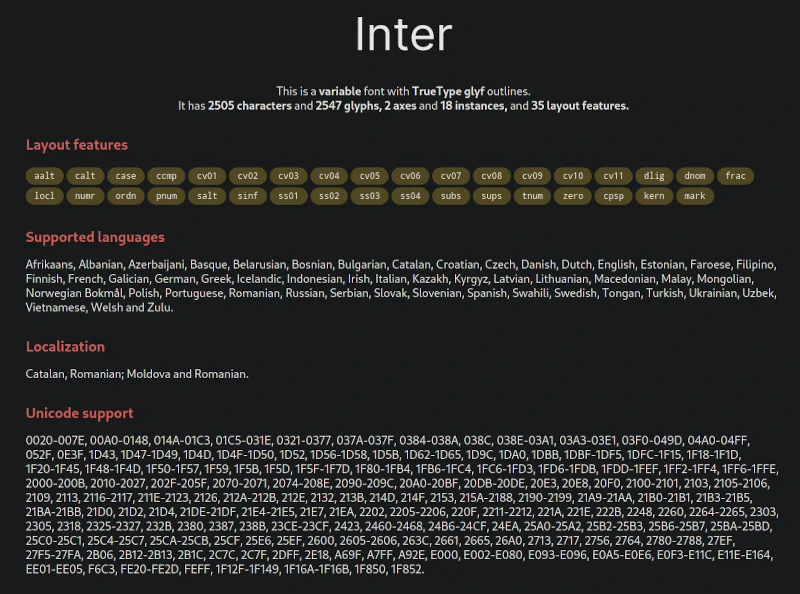 Inter
This is a variable font with TrueType glyf outlines.
It has 2505 characters and 2547 glyphs, 2 axes and 18 instances, and 35 layout features.
Layout features
aalt calt case ccmp cv01 cv02 cv03 cv04 cv05 cv06 cv07 cv08 cv09 cv10 cv11 dlig dnom frac
locl numr ordn pnum salt sinf ss01 ss02 ss03 ss04 subs sups tnum zero cpsp kern mark
Supported languages
Afrikaans, Albanian, Azerbaijani, Basque, Belarusian, Bosnian, Bulgarian, Catalan, Croatian, Czech, Danish, Dutch, English, Estonian, Faroese, Filipino,
Finnish, French, Galician, German, Greek, Icelandic, Indonesian, Irish, Italian, Kazakh, Kyrgyz, Latvian, Lithuanian, Macedonian, Malay, Mongolian,
Norwegian Bokmål, Polish, Portuguese, Romanian, Russian, Serbian, Slovak, Slovenian, Spanish, Swahili, Swedish, Tongan, Turkish, Ukrainian, Uzbek,
Vietnamese, Welsh and Zulu.
Localization
Catalan, Romanian; Moldova and Romanian.
Unicode support
0020-007E, 00A0-0148, 014A-01C3, 01C5-031E, 0321-0377, 037A-037F, 0384-038A, 038C, 038E-03A1, 03A3-03E1, 03F0-049D, 04A0-04FF,
052F, 0E3F, 1D43, 1D47-1D49, 1D4D, 1D4F-1D50, 1D52, 1D56-1D58, 1D5B, 1D62-1D65, 1D9C, 1DA0, 1DBB, 1DBF-1DF5, 1DFC-1F15, 1F18-1F1D,
1F20-1F45, 1F48-1F4D, 1F50-1F57, 1F59, 1F5B, 1F5D, 1F5F-1F7D, 1F80-1FB4, 1FB6-1FC4, 1FC6-1FD3, 1FD6-1FDB, 1FDD-1FEF, 1FF2-1FF4, 1FF6-1FFE,
2000-200B, 2010-2027, 202F-205F, 2070-2071, 2074-208E, 2090-209C, 20A0-20BF, 20DB-20DE, 20E3, 20E8, 20F0, 2100-2101, 2103, 2105-2106,
2109, 2113, 2116-2117, 211E-2123, 2126, 212A-212B, 212E, 2132, 213B, 214D, 214F, 2153, 215A-2188, 2190-2199, 21A9-21AA, 21B0-21B1, 21B3-21B5,
21BA-21BB, 21D0, 21D2, 21D4, 21DE-21DF, 21E4-21E5, 21E7, 21EA, 2202, 2205-2206, 220F, 2211-2212, 221A, 221E, 222B, 2248, 2260, 2264-2265, 2303,
2305, 2318, 2325-2327, 232B, 2380, 2387, 238B, 23CE-23CF, 2423, 2460-2468, 24B6-24CF, 24EA, 25A0-25A2, 25B2-25B3, 25B6-25B7, 25BA-25BD,
25C0-25C1, 25C4-25C7, 25CA-25CB, 25CF, 25E6, 25EF, 2600, 2605-2606, 263C, 2661, 2665, 26A0, 2713, 2717, 2756, 2764, 2780-2788, 27EF,
27F5-27FA, 2B06, 2B12-2B13, 2B1C, 2C7C, 2C7F, 2DFF, 2E18, A69F, A7FF, A92E, E000, E002-E080, E093-E096, E0A5-E0E6, E0F3-E11C, E11E-E164,
EE01-EE05, F6C3, FE20-FE2D, FEFF, 1F12F-1F149, 1F16A-1F16B, 1F850, 1F852.